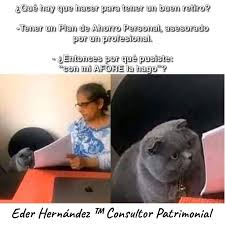 ¿Qué hay que hacer para tener un buen retiro?
-Tener un Plan de Ahorro Personal, asesorado
por un profesional.
- ¿Entonces por qué pusiste:
"con mi AFORE la hago"?
Eder Hernández ™ Consultor Patrimonial